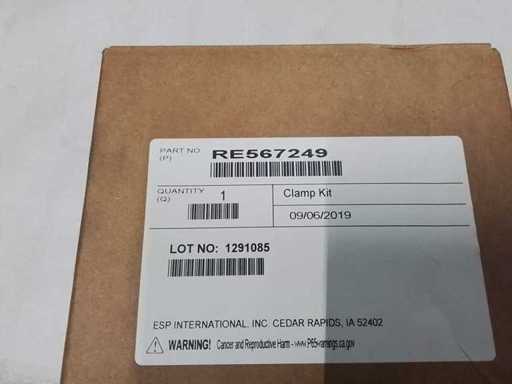 PART NO RE567249
(P)
QUANTITY 1 Clamp Kit
(Q)
09/06/2019
LOT NO: 1291085
ESP INTERNATIONAL, INC. CEDAR RAPIDS, IA 52402
WARNING! Cancer and Reproductive Harm - www.P65warnings.ca.gov